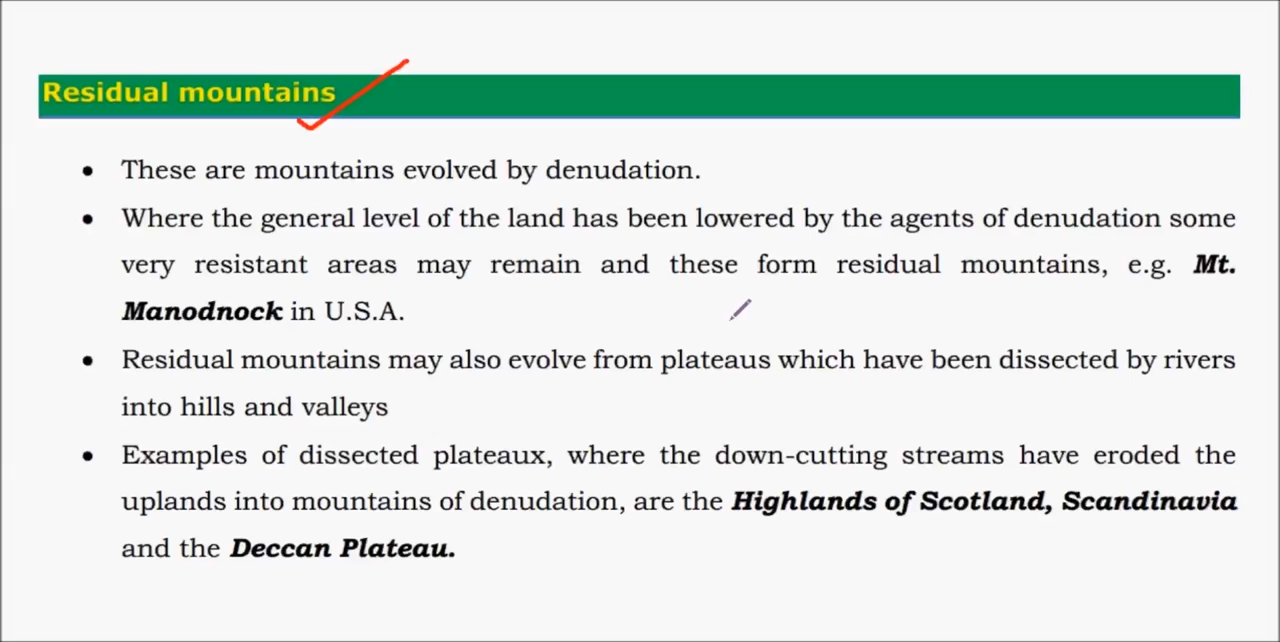 Residual mountains
• These are mountains evolved by denudation.
• Where the general level of the land has been lowered by the agents of denudation some
very resistant areas may remain and these form residual mountains, e.g. Mt.
Manodnock in U.S.A.
• Residual mountains may also evolve from plateaus which have been dissected by rivers
into hills and valleys
• Examples of dissected plateaux, where the down-cutting streams have eroded the
uplands into mountains of denudation, are the Highlands of Scotland, Scandinavia
and the Deccan Plateau.